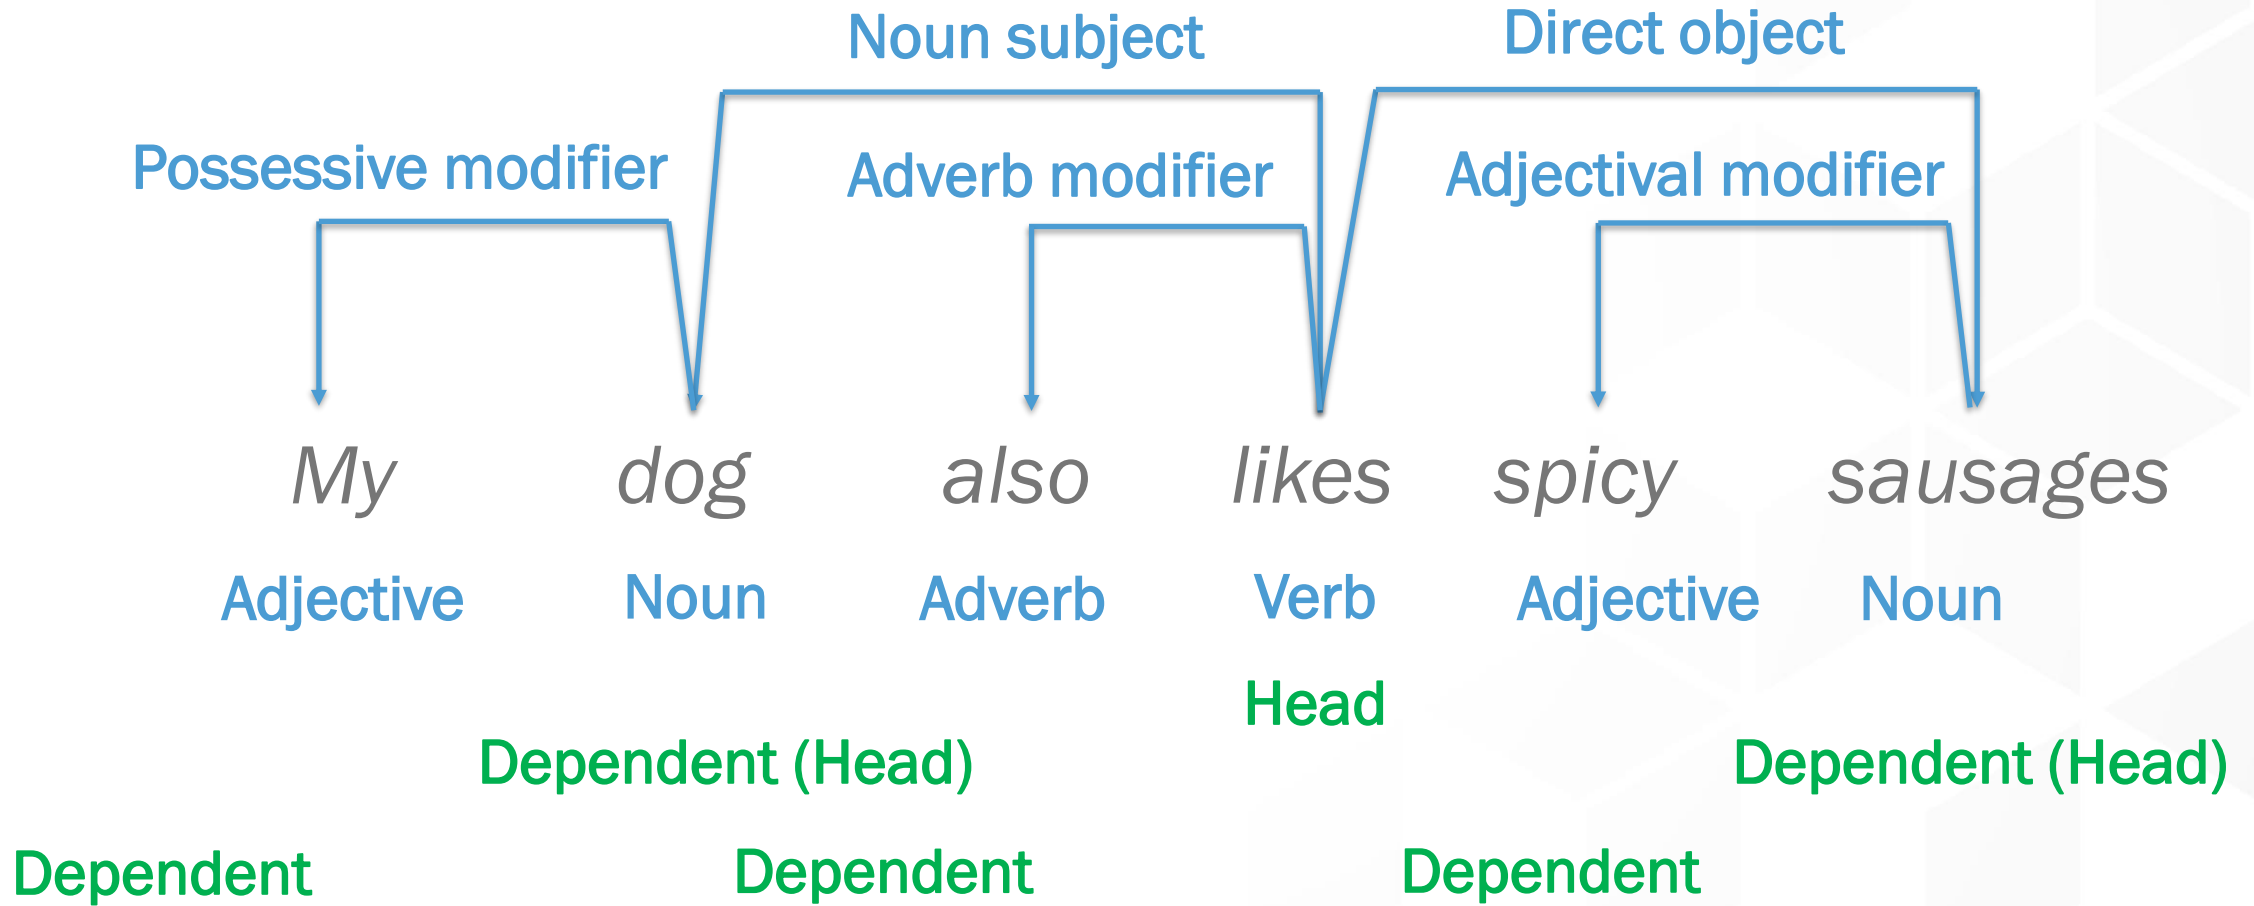 Noun subject
Direct object
Possessive modifier
Adverb modifier
Adjectival modifier
My dog also likes spicy sausages
Adjective Noun Adverb Verb Adjective Noun
Head
Dependent (Head) Dependent (Head)
Dependent Dependent Dependent